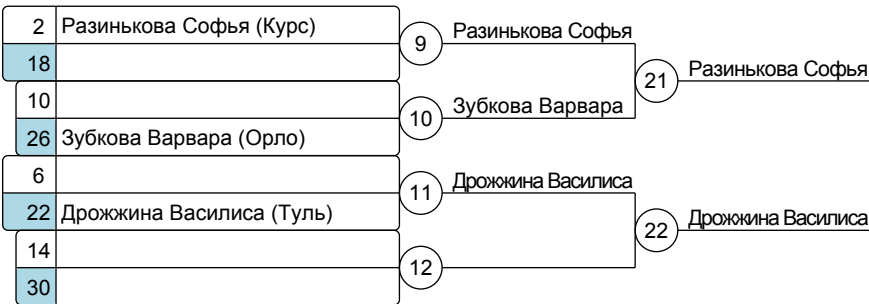 2 Разинькова Софья (Курс)
18
10
26 Зубкова Варвара (Орло)
6
22 Дрожжина Василиса (Туль)
14
30
9 Разинькова Софья
10 Зубкова Варвара
11 Дрожжина Василиса
12
21 Разинькова Софья
22 Дрожжина Василиса